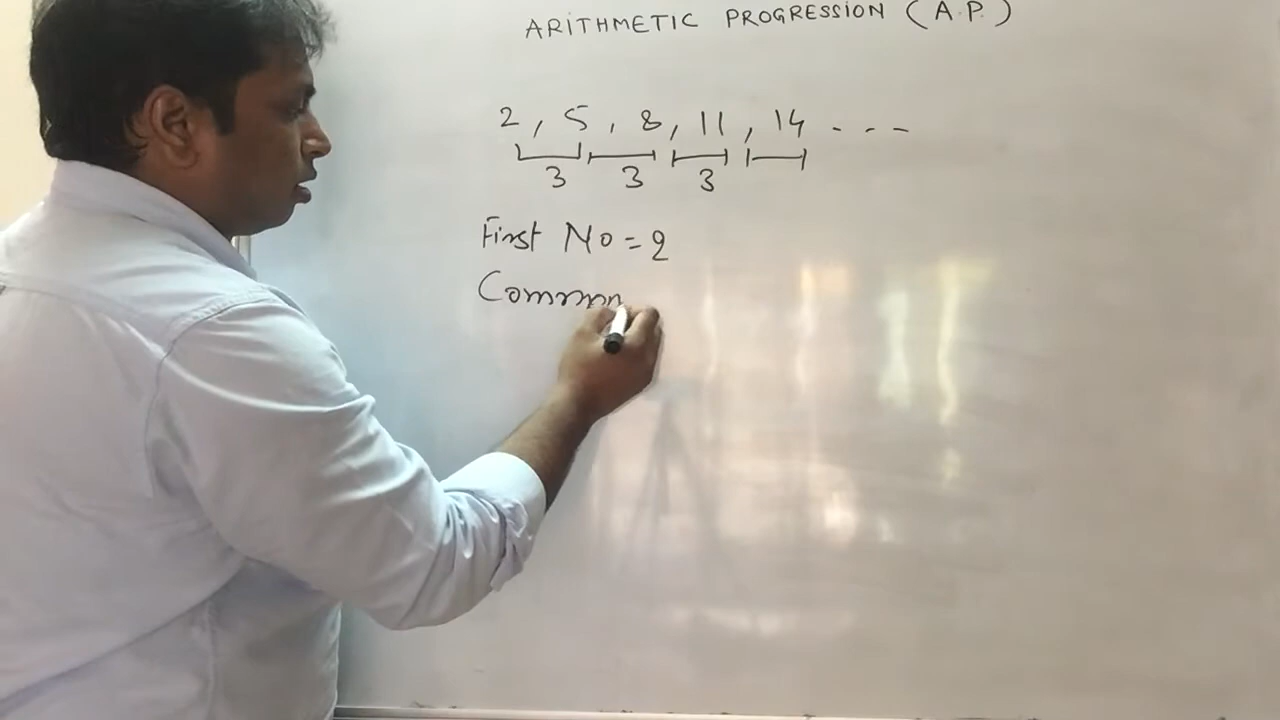 ARITHMETIC PROGRESSION (A.P.)
2, 5, 8, 11, 14 - - -
3 3 3
First No = 2
Common